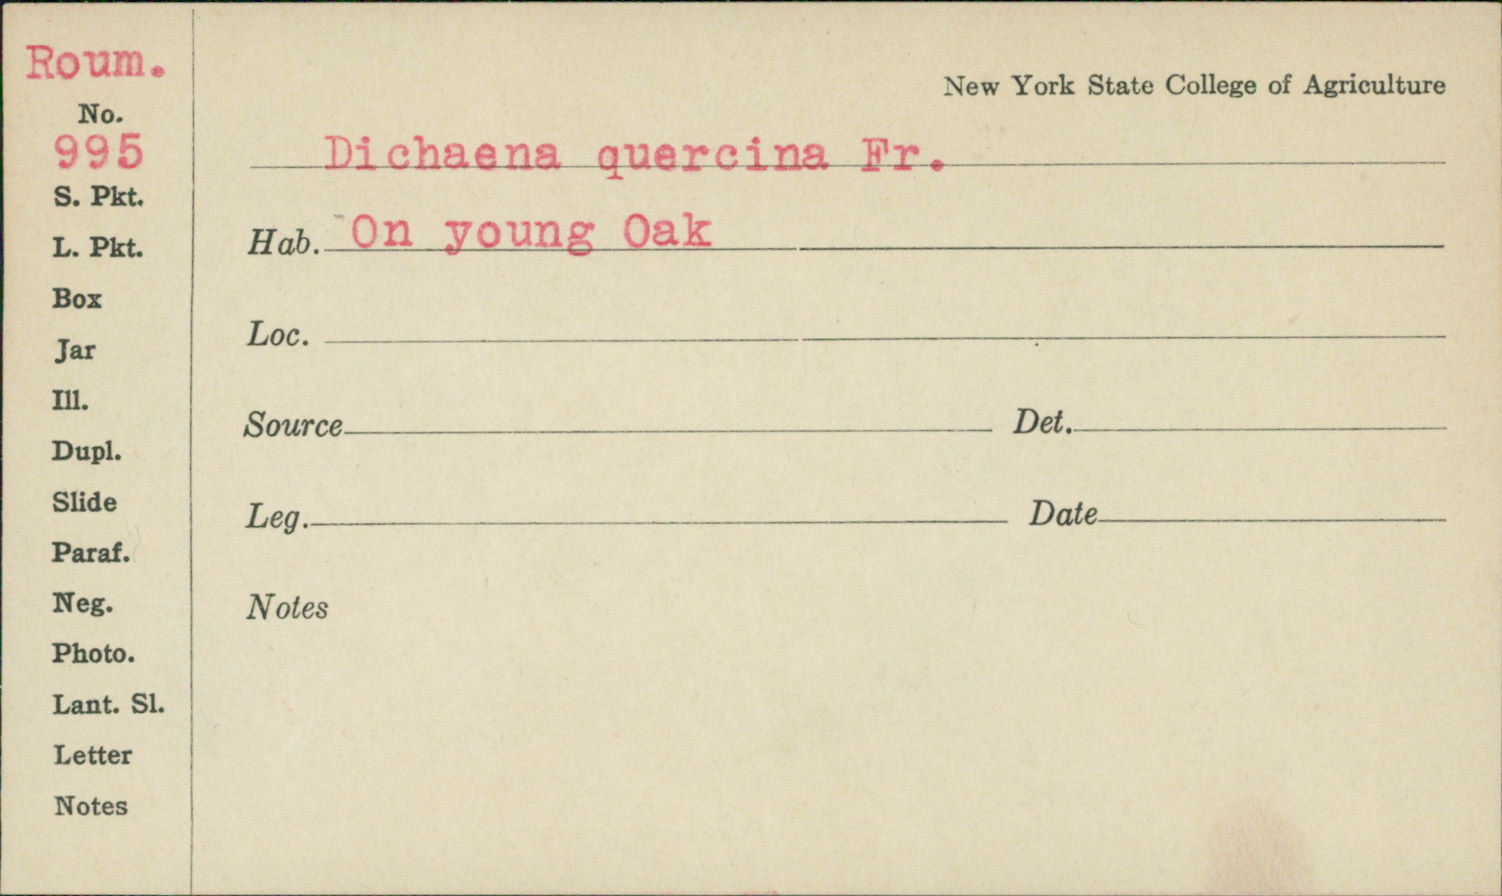 Roum.
New York State College of Agriculture
No.
995
Dichaena quercina Fr.
S. Pkt.
Hab. On young Oak
L. Pkt.
Box
Loc.
Jar
Ill.
Source Det.
Dupl.
Slide
Leg. Date
Paraf.
Neg.
Notes
Photo.
Lant. Sl.
Letter
Notes